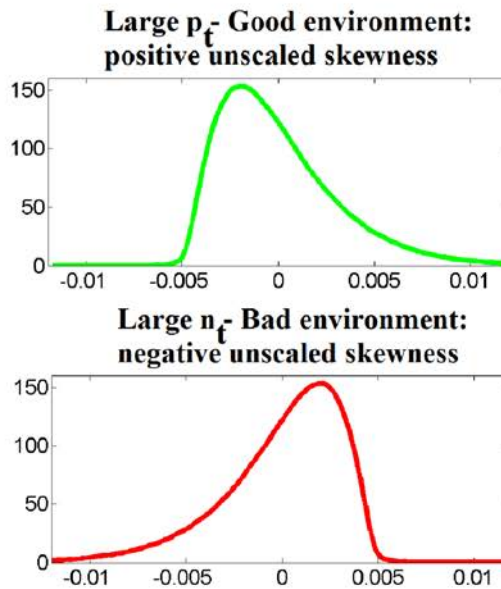 Large pt- Good environment:
positive unscaled skewness
150
100
50
0
-0.01 -0.005 0 0.005 0.01
Large nt- Bad environment:
negative unscaled skewness
150
100
50
0
-0.01 -0.005 0 0.005 0.01